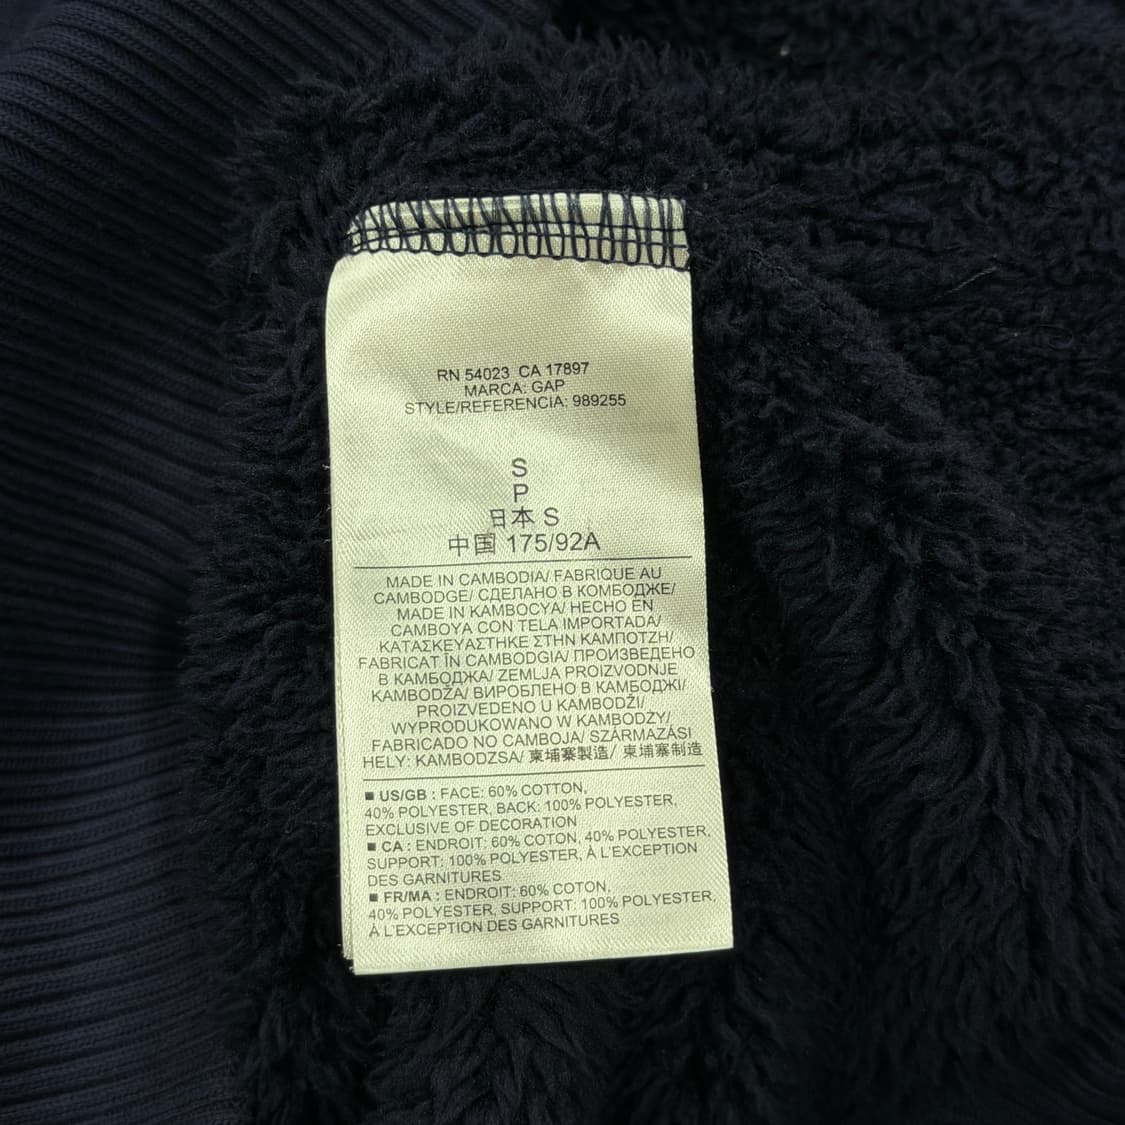 RN 54023 CA 17897
MARCA: GAP
STYLE/REFERENCIA: 989255
S
P
日本 S
中国 175/92A
MADE IN CAMBODIA/ FABRIQUE AU
CAMBODGE/ СДЕЛАНО В КОМБОДЖЕ/
MADE IN KAMBOCYA/ HECHO EN
CAMBOYA CON TELA IMPORTADA/
ΚΑΤΑΣΚΕΥΑΣΤΗΚΕ ΣΤΗΝ ΚΑΜΠΟΤΖΗ/
FABRICAT ÎN CAMBODGIA/ ПРОИЗВЕДЕНО
В КАМБОДЖА/ ZEMLJA PROIZVODNJE
KAMBODŽA/ ВИРОБЛЕНО В КАМБОДЖІ/
PROIZVEDENO U KAMBODŽI/
WYPRODUKOWANO W KAMBODZY/
FABRICADO NO CAMBOJA/ SZÁRMAZÁSI
HELY: KAMBODZSA/ 柬埔寨製造/ 柬埔寨制造
■ US/GB : FACE: 60% COTTON,
40% POLYESTER, BACK: 100% POLYESTER,
EXCLUSIVE OF DECORATION
■ CA : ENDROIT: 60% COTON, 40% POLYESTER,
SUPPORT: 100% POLYESTER, À L'EXCEPTION
DES GARNITURES
■ FR/MA : ENDROIT: 60% COTON,
40% POLYESTER, SUPPORT: 100% POLYESTER,
À L'EXCEPTION DES GARNITURES